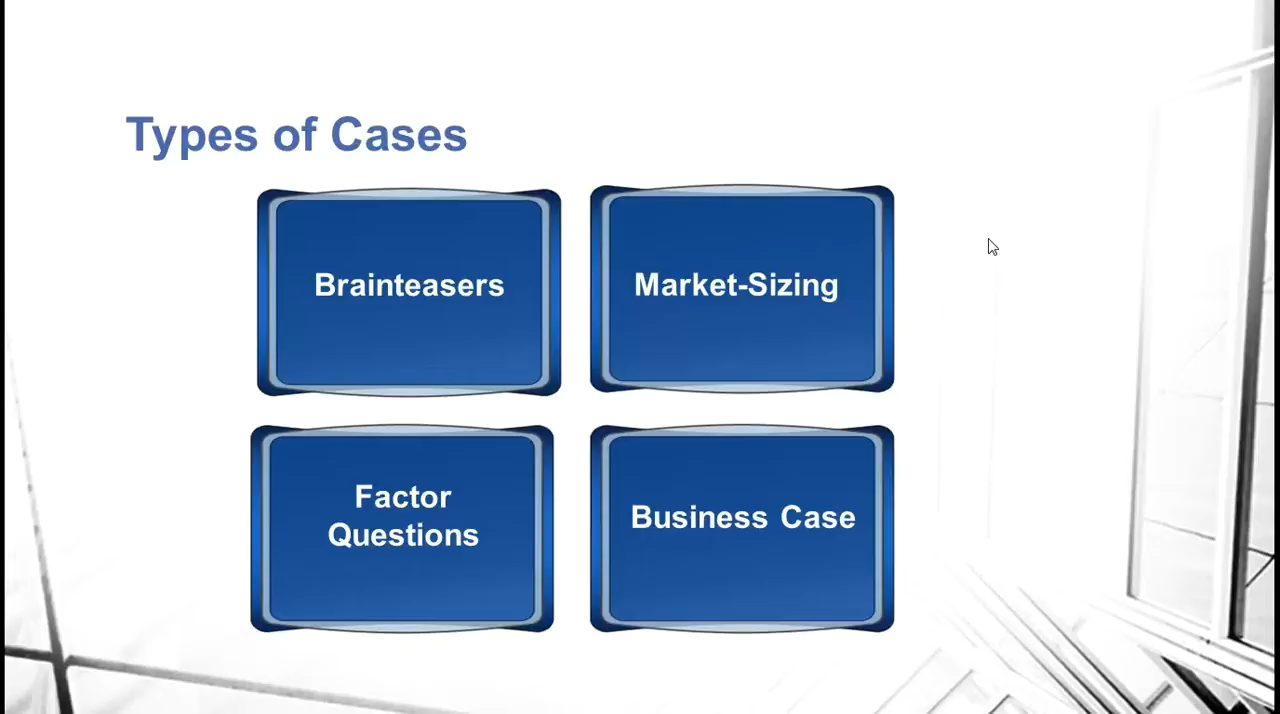 Types of Cases
Brainteasers
Market-Sizing
Factor
Questions
Business Case